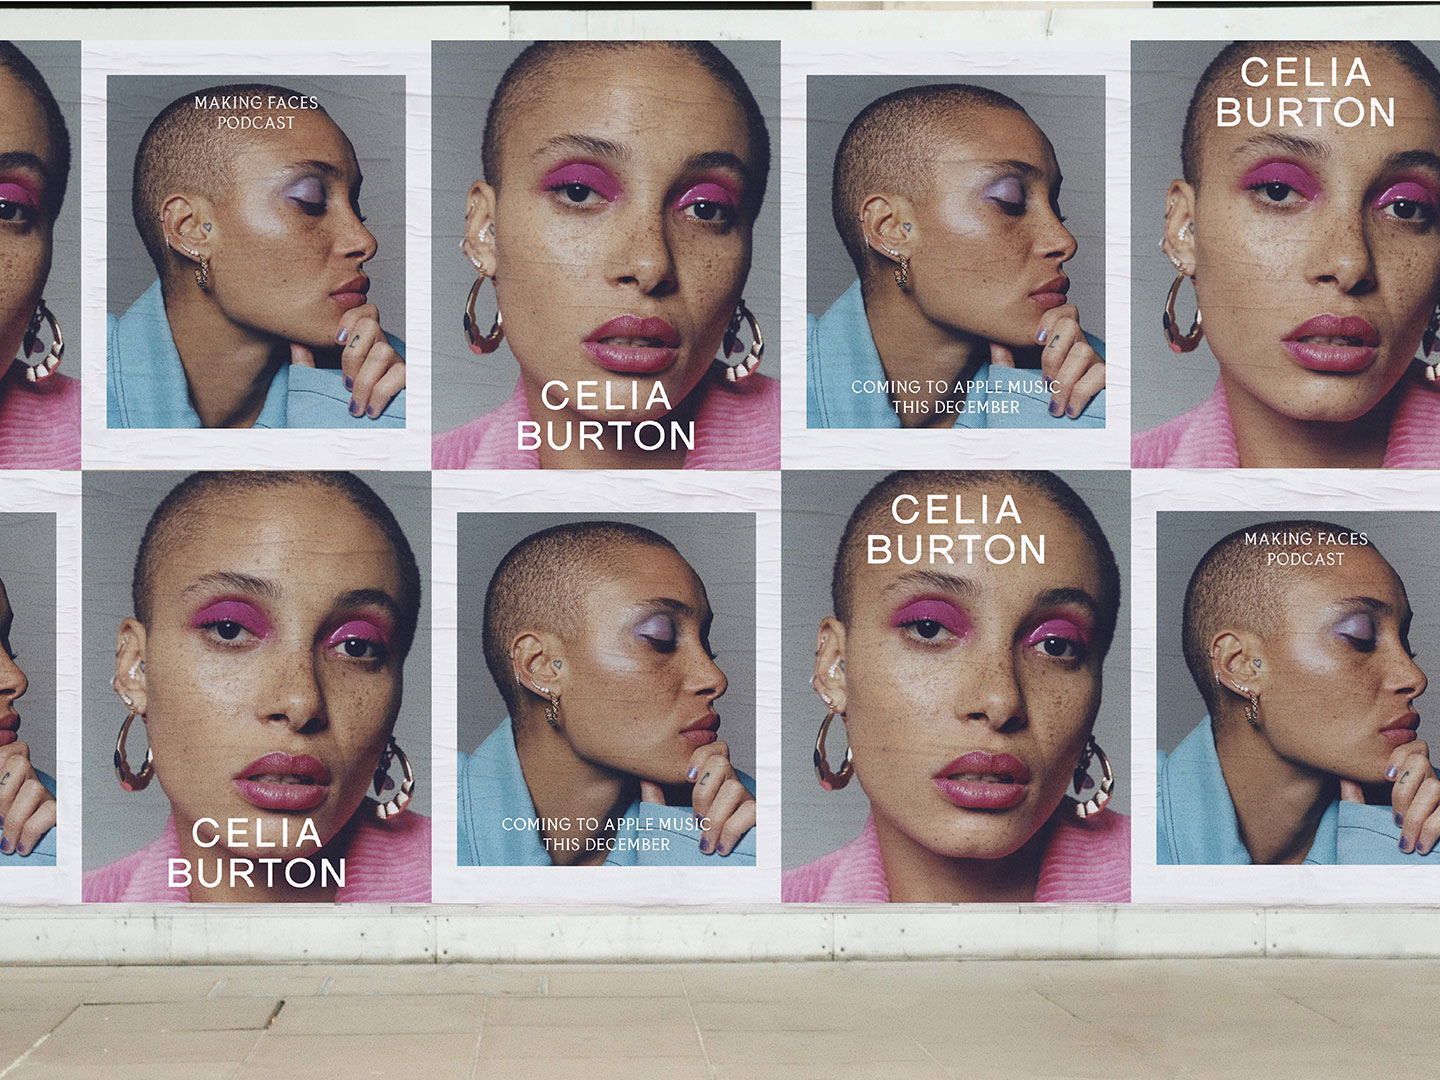 MAKING FACES
PODCAST
CELIA
BURTON
COMING TO APPLE MUSIC
THIS DECEMBER
CELIA
BURTON
CELIA
BURTON
COMING TO APPLE MUSIC
THIS DECEMBER
CELIA
BURTON
MAKING FACES
PODCAST